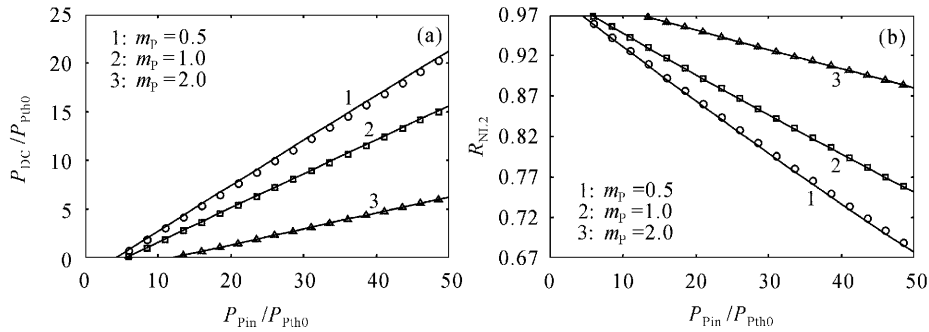 25
20
15
10
5
0
P_DC /P_Pth0
(a)
1: m_P =0.5
2: m_P =1.0
3: m_P =2.0
1
2
3
0 10 20 30 40 50
P_Pin /P_Pth0
0.97
0.92
0.87
0.82
0.77
0.72
0.67
R_NL2
(b)
3
2
1
1: m_P =0.5
2: m_P =1.0
3: m_P =2.0
0 10 20 30 40 50
P_Pin /P_Pth0